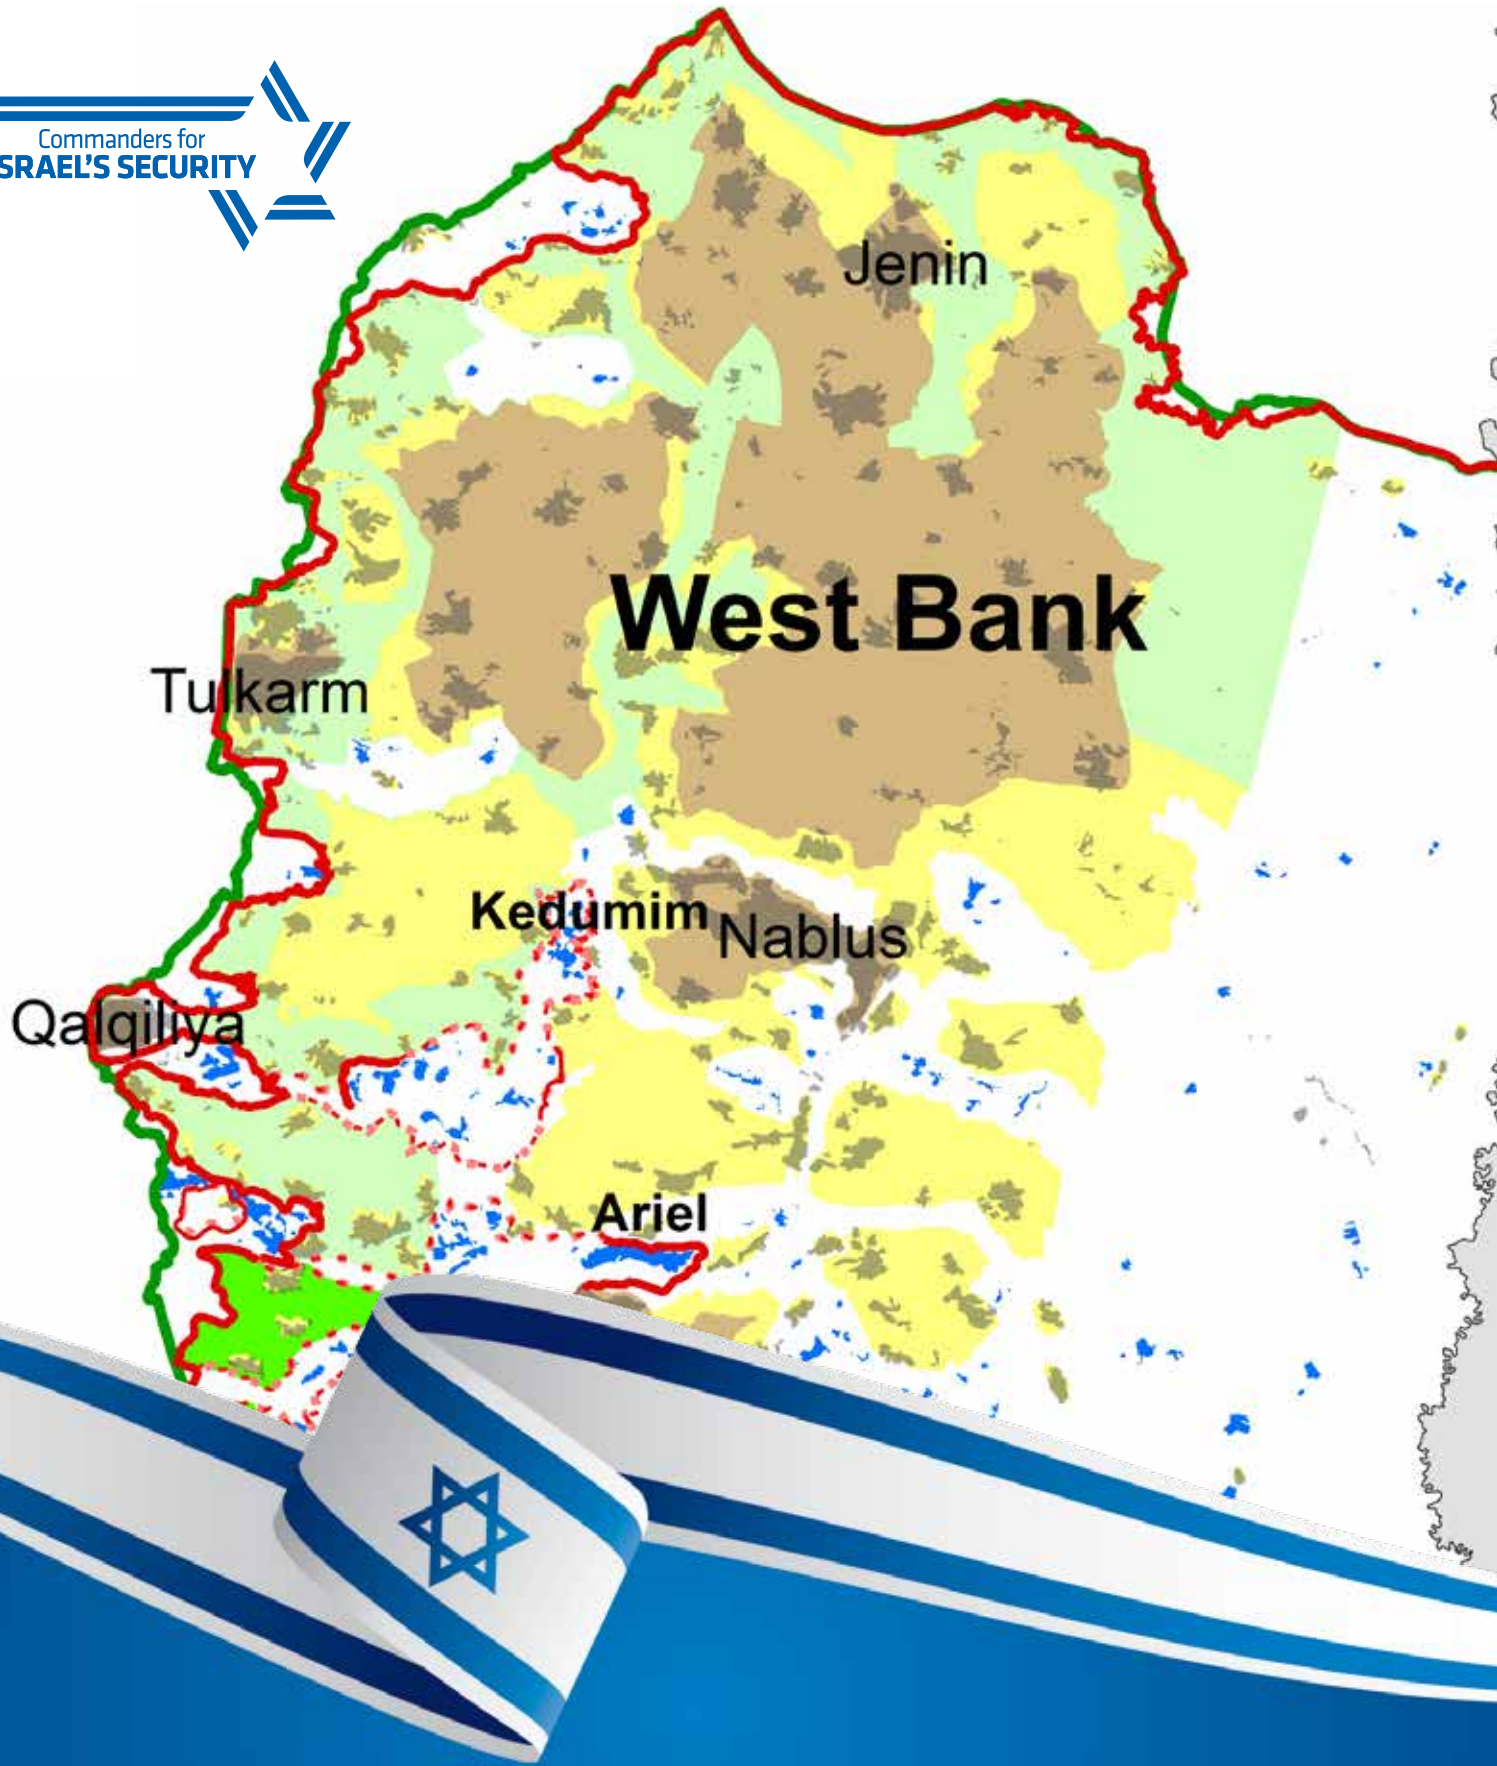 Commanders for
SRAEL'S SECURITY
Jenin
West Bank
Tulkarm
Kedumim
Nablus
Qalqiliya
Ariel